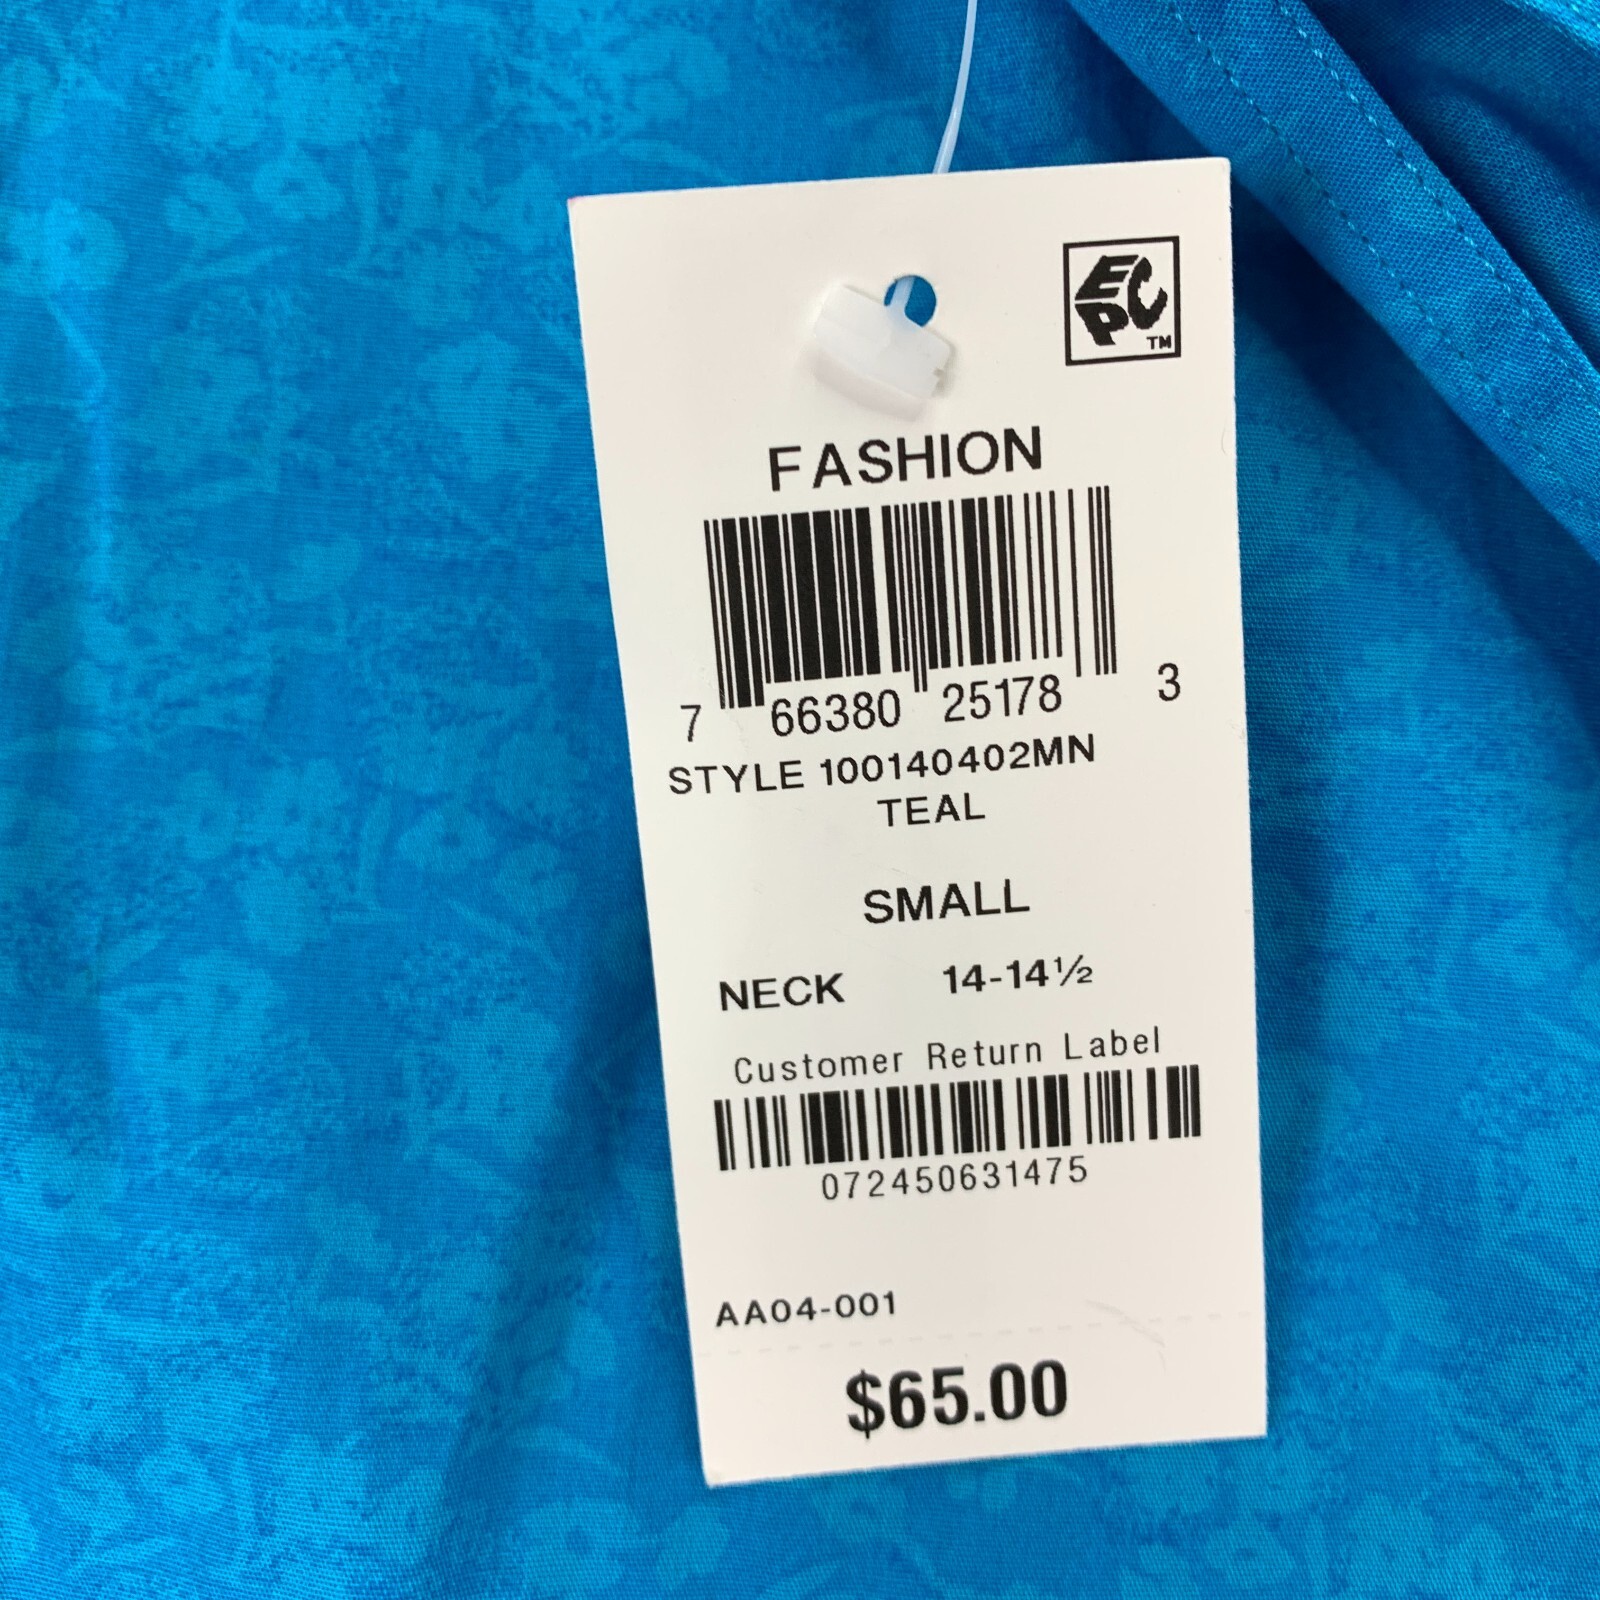 ECPC TM
FASHION
7 66380 25178 3
STYLE 100140402MN
TEAL
SMALL
NECK 14-14½
Customer Return Label
072450631475
AA04-001
$65.00